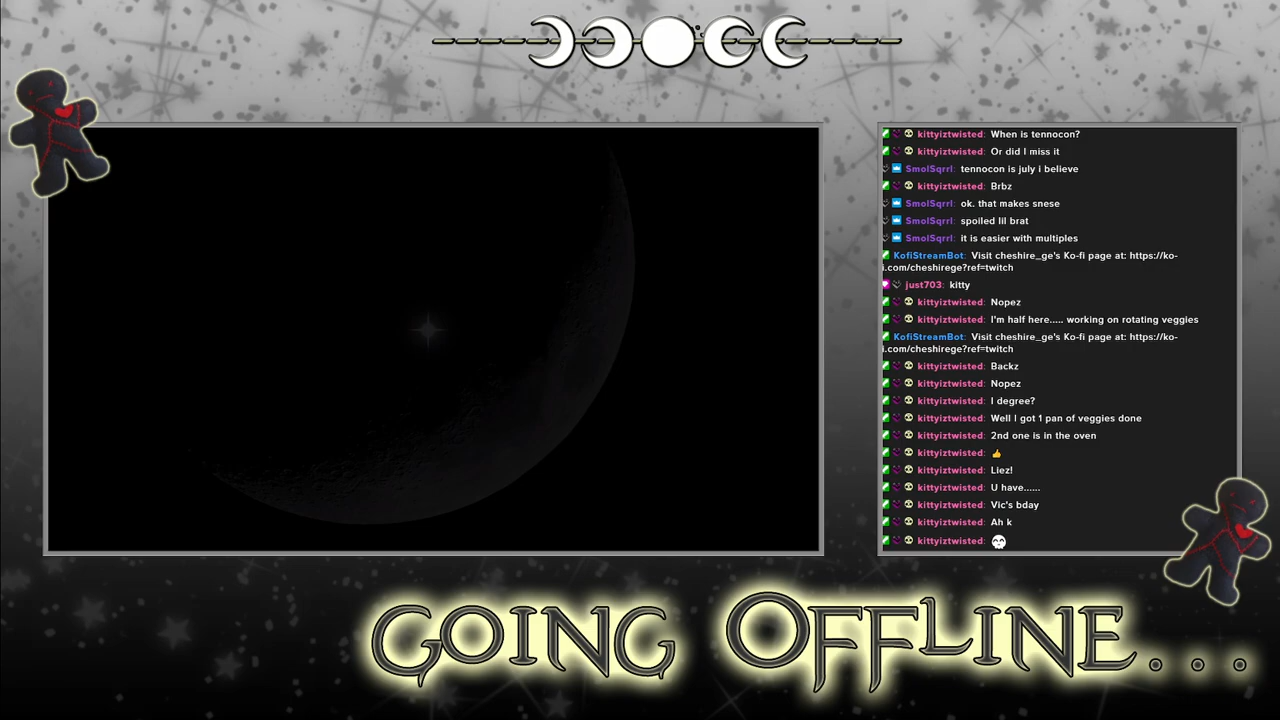 kittyiztwisted: When is tennocon?
kittyiztwisted: Or did I miss it
SmolSqrrl: tennocon is july i believe
kittyiztwisted: Brbz
SmolSqrrl: ok. that makes snese
SmolSqrrl: spoiled lil brat
SmolSqrrl: it is easier with multiples
KofiStreamBot: Visit cheshire_ge's Ko-fi page at: https://ko-
i.com/cheshirege?ref=twitch
just703: kitty
kittyiztwisted: Nopez
kittyiztwisted: I'm half here..... working on rotating veggies
KofiStreamBot: Visit cheshire_ge's Ko-fi page at: https://ko-
i.com/cheshirege?ref=twitch
kittyiztwisted: Backz
kittyiztwisted: Nopez
kittyiztwisted: I degree?
kittyiztwisted: Well I got 1 pan of veggies done
kittyiztwisted: 2nd one is in the oven
kittyiztwisted: 👍
kittyiztwisted: Liez!
kittyiztwisted: U have......
kittyiztwisted: Vic's bday
kittyiztwisted: Ah k
kittyiztwisted:
GOING OFFLINE...